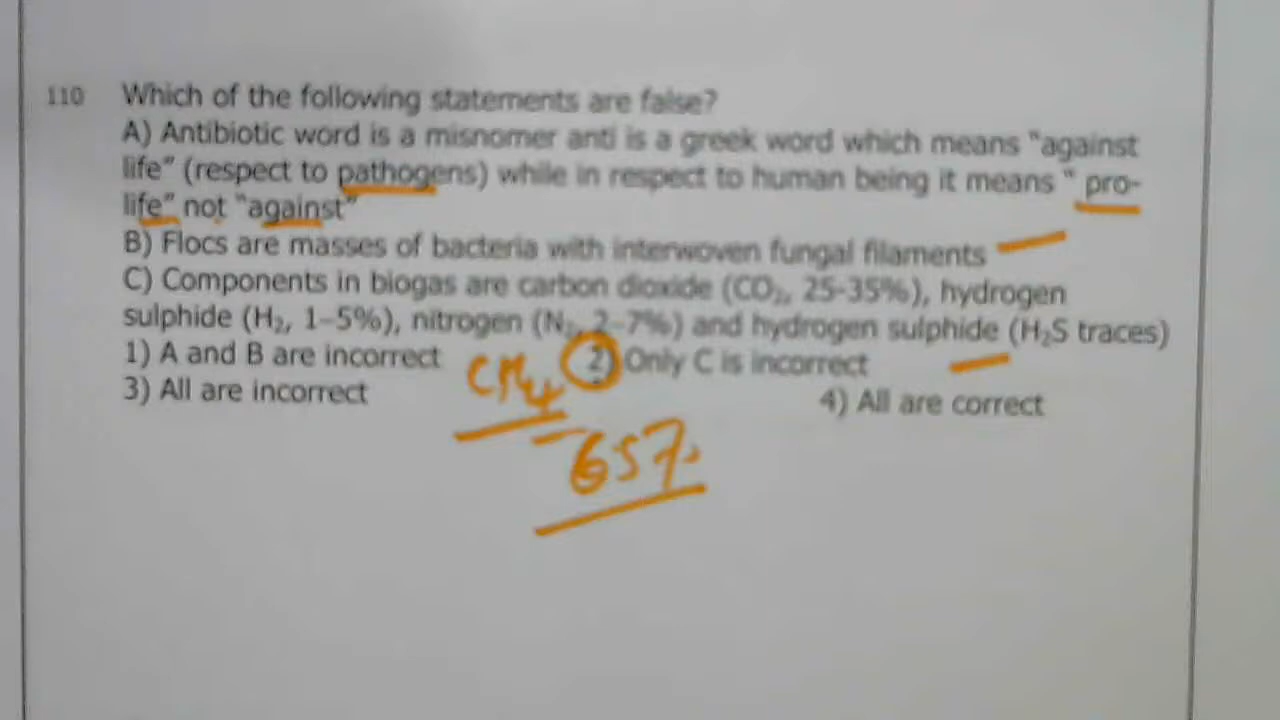 110 Which of the following statements are false?
A) Antibiotic word is a misnomer anti is a greek word which means "against
life" (respect to pathogens) while in respect to human being it means " pro-
life" not "against"
B) Flocs are masses of bacteria with interwoven fungal filaments
C) Components in biogas are carbon dioxide (CO₂, 25-35%), hydrogen
sulphide (H₂, 1-5%), nitrogen (N₂, 2-7%) and hydrogen sulphide (H₂S traces)
1) A and B are incorrect 2) Only C is incorrect
3) All are incorrect 4) All are correct
CH₄
65%